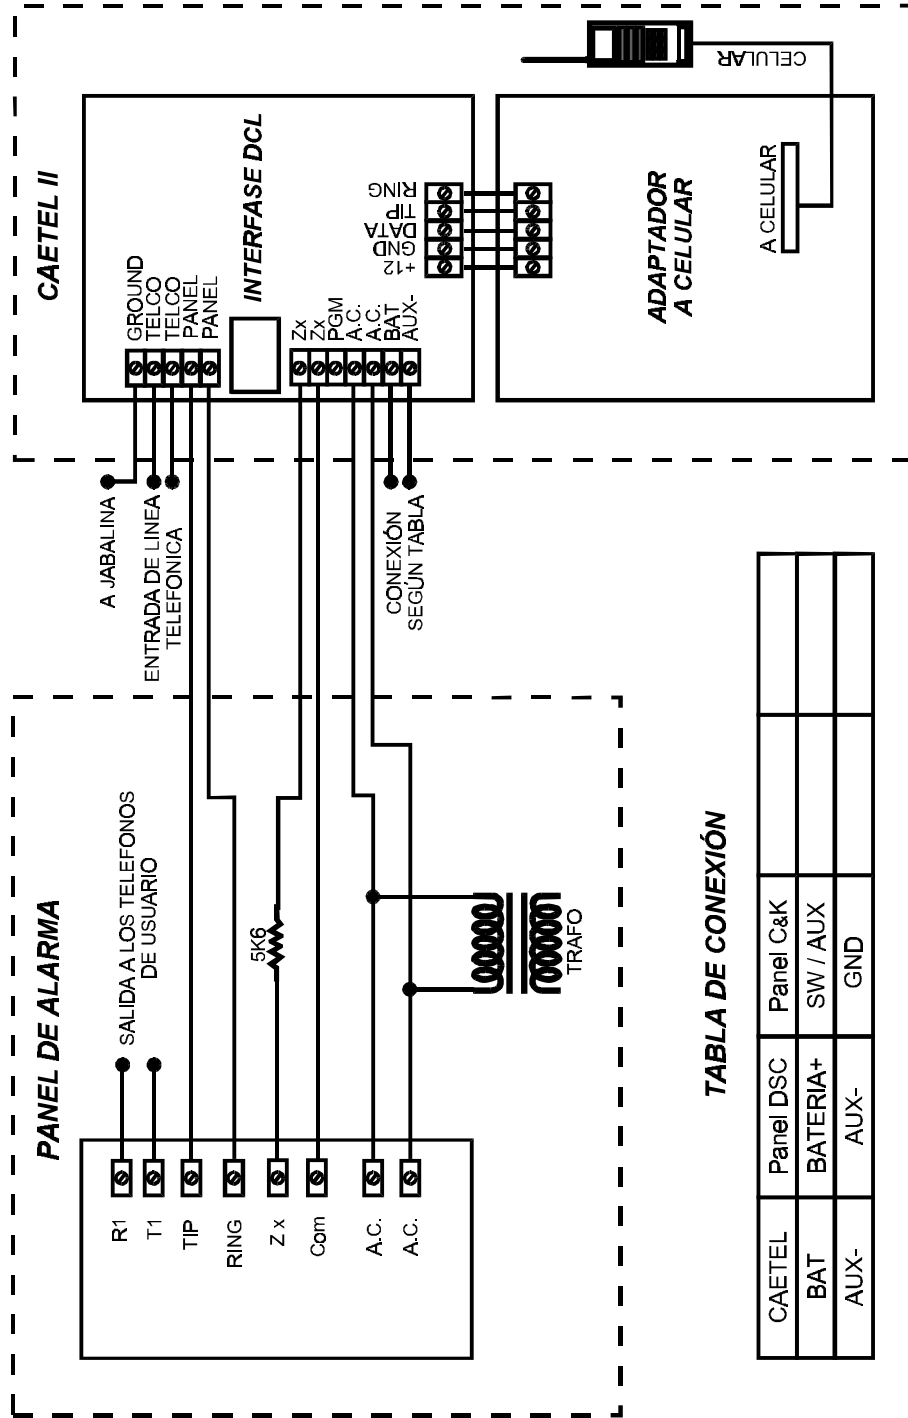 PANEL DE ALARMA
R1
T1
TIP
RING
Z x
Com
A.C.
A.C.
SALIDA A LOS TELEFONOS
DE USUARIO
5K6
TRAFO
A JABALINA
ENTRADA DE LINEA
TELEFONICA
CONEXIÓN
SEGÚN TABLA
CAETEL II
GROUND
TELCO
TELCO
PANEL
PANEL
INTERFASE DCL
Zx
Zx
PGM
A.C.
A.C.
BAT
AUX-
RING
TIP
DATA
GND
+12
ADAPTADOR
A CELULAR
A CELULAR
CELULAR
TABLA DE CONEXIÓN
CAETEL Panel DSC Panel C&K
BAT BATERIA+ SW / AUX
AUX- AUX- GND